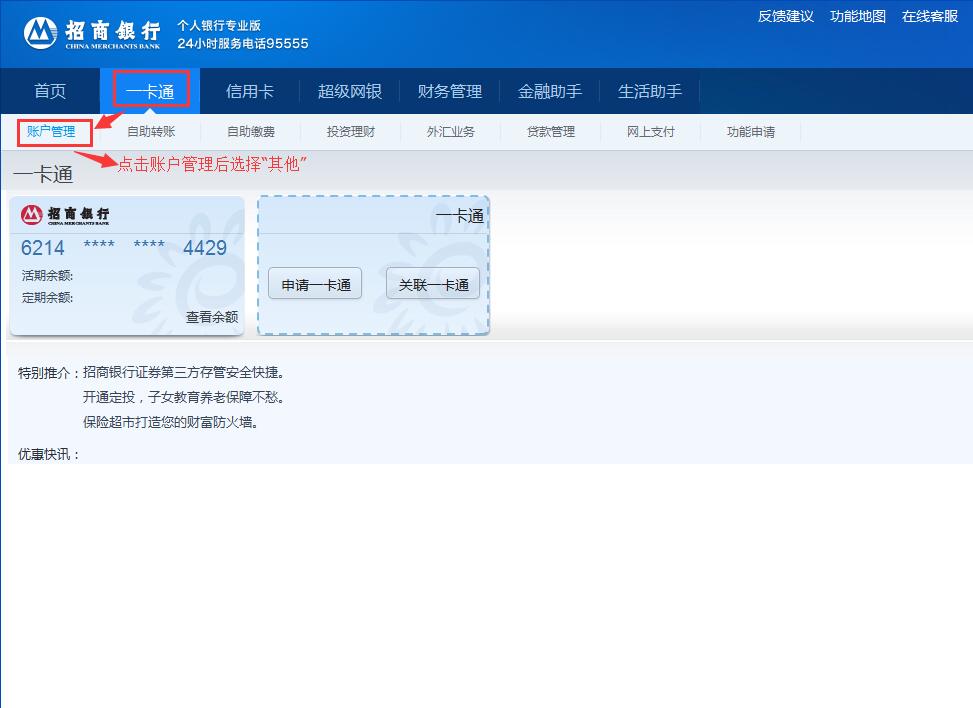 招商银行
CHINA MERCHANTS BANK
个人银行专业版
24小时服务电话95555
反馈建议 功能地图 在线客服
首页 一卡通 信用卡 超级网银 财务管理 金融助手 生活助手
账户管理 自助转账 自助缴费 投资理财 外汇业务 贷款管理 网上支付 功能申请
点击账户管理后选择“其他”
一卡通
招商银行
CHINA MERCHANTS BANK
6214 **** **** 4429
活期余额:
定期余额:
查看余额
一卡通
申请一卡通 关联一卡通
特别推介：招商银行证券第三方存管安全快捷。
开通定投，子女教育养老保障不愁。
保险超市打造您的财富防火墙。
优惠快讯：